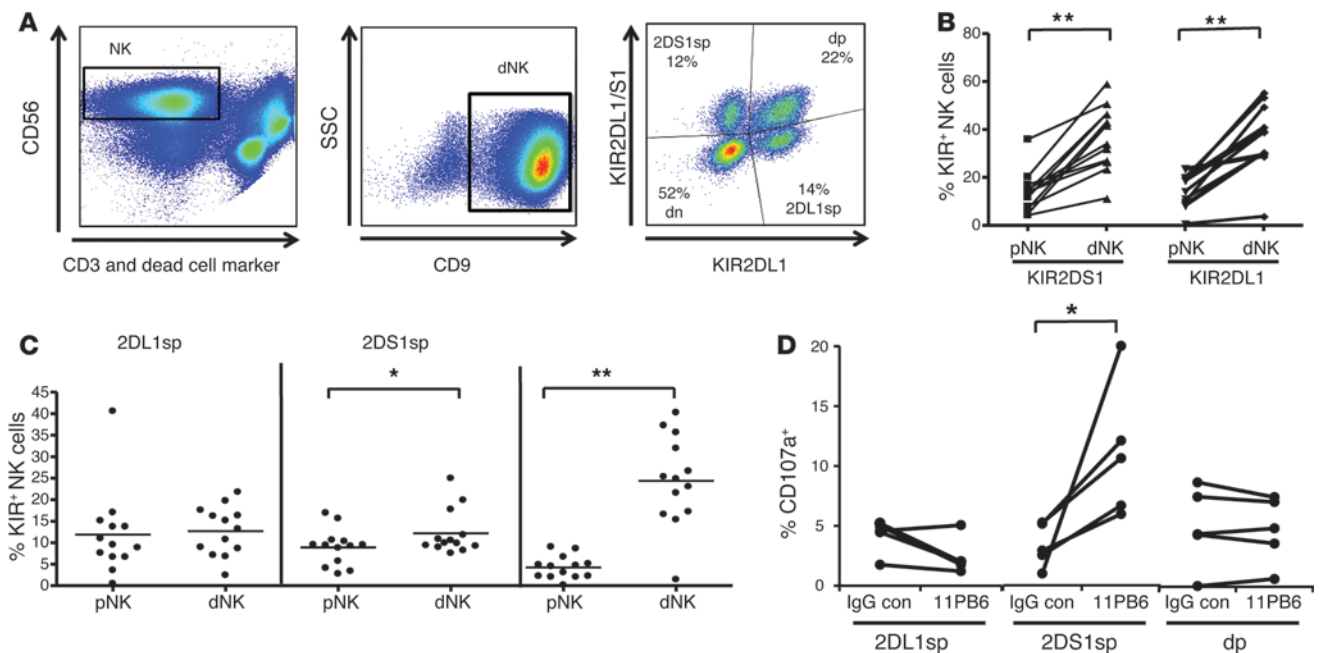 A
NK
CD56
CD3 and dead cell marker
dNK
SSC
CD9
2DS1sp
12%
dp
22%
52%
dn
14%
2DL1sp
KIR2DL1/S1
KIR2DL1
B
% KIR+ NK cells
80
60
40
20
0
**
**
pNK
dNK
pNK
dNK
KIR2DS1
KIR2DL1
C
2DL1sp
2DS1sp
% KIR+ NK cells
45
40
35
30
25
20
15
10
5
0
*
**
pNK
dNK
pNK
dNK
pNK
dNK
D
% CD107a+
20
15
10
5
0
*
IgG con
11PB6
IgG con
11PB6
IgG con
11PB6
2DL1sp
2DS1sp
dp